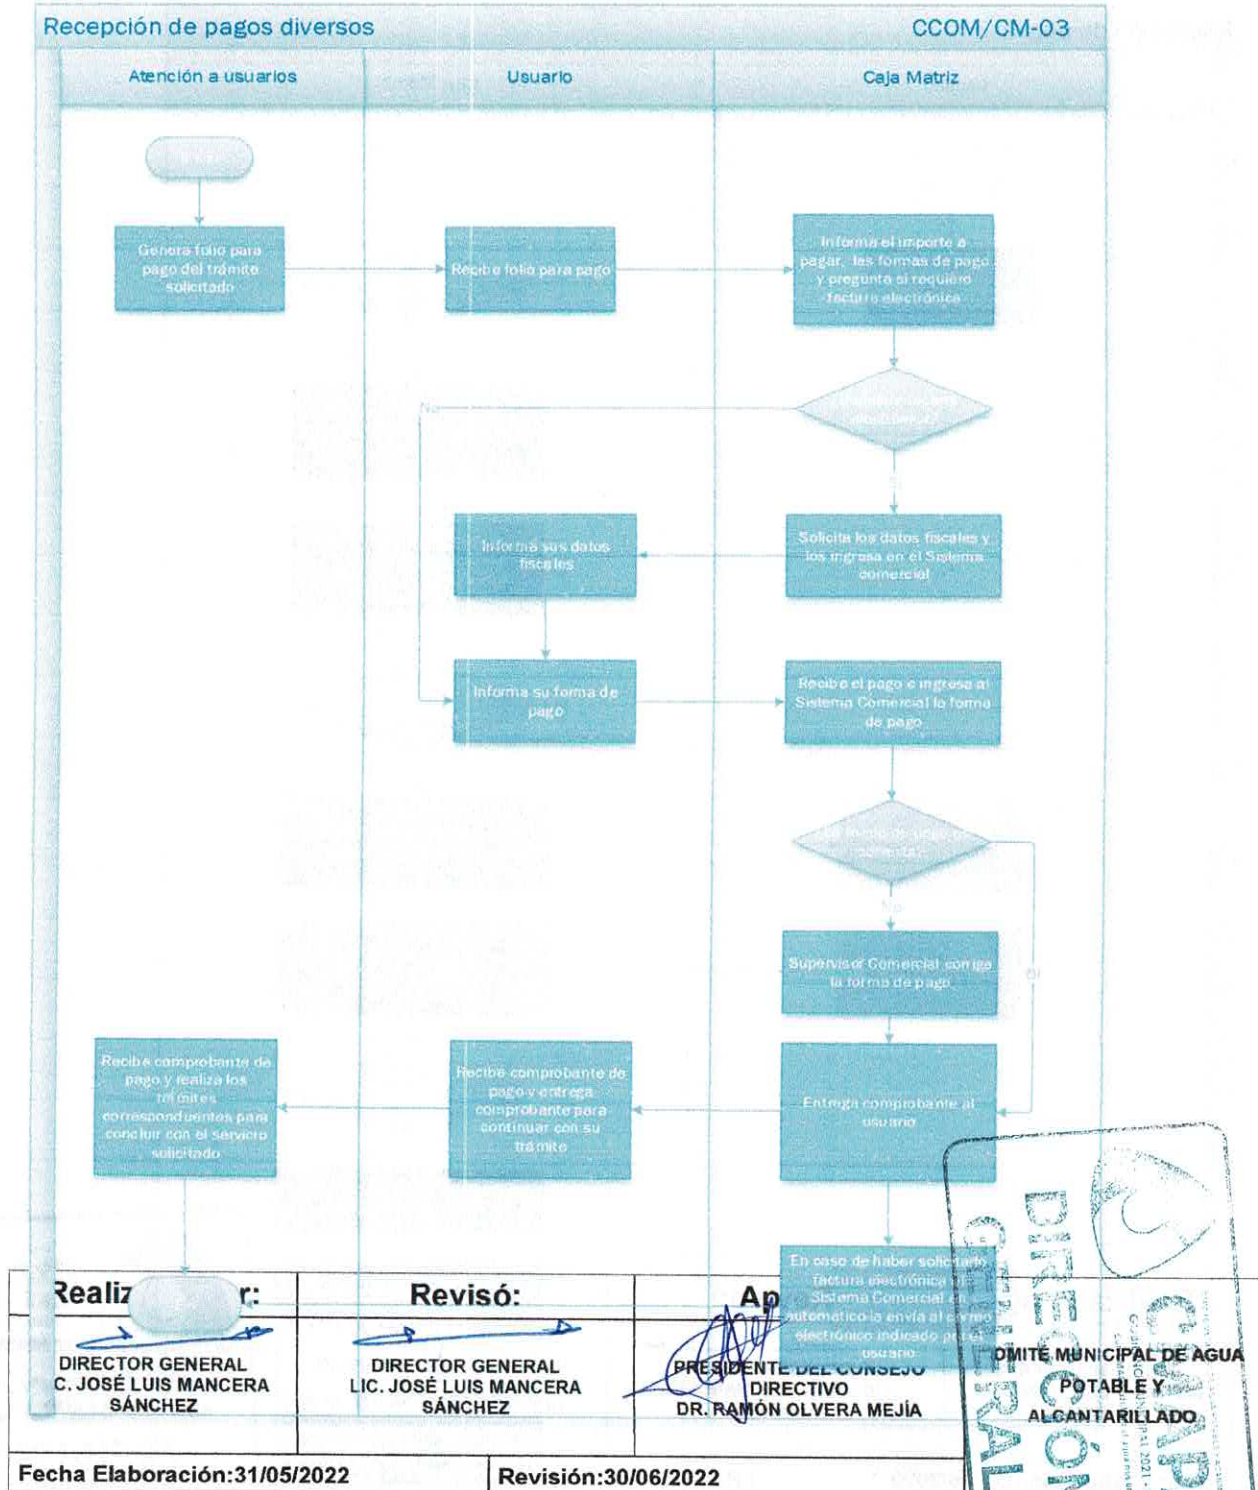 Recepción de pagos diversos
CCOM/CM-03
Atención a usuarios
Usuario
Caja Matriz
Genera folio para
pago del trámite
solicitado
Recibe folio para pago
Informa el importe a
pagar, las formas de pago
y pregunta si requiere
factura electrónica
No
Solicita los datos fiscales y
los ingresa en el Sistema
comercial
Informa sus datos
fiscales
Informa su forma de
pago
Recibe el pago e ingresa al
Sistema Comercial la forma
de pago
No
Supervisor Comercial corrige
la forma de pago
Entrega comprobante al
usuario
Recibe comprobante de
pago y entrega
comprobante para
continuar con su
trámite
Recibe comprobante de
pago y realiza los
trámites
correspondientes para
concluir con el servicio
solicitado
En caso de haber solicitado
factura electrónica
Sistema Comercial en
automático la envía al correo
electrónico indicado por el
usuario
Realiz r:
Revisó:
Ap
DIRECTOR GENERAL
C. JOSÉ LUIS MANCERA
SÁNCHEZ
DIRECTOR GENERAL
LIC. JOSÉ LUIS MANCERA
SÁNCHEZ
PRESIDENTE DEL CONSEJO
DIRECTIVO
DR. RAMÓN OLVERA MEJÍA
OMITÉ MUNICIPAL DE AGUA
POTABLE Y
ALCANTARILLADO
Fecha Elaboración:31/05/2022
Revisión:30/06/2022
DIRECCIÓN
GENERAL
CMAP